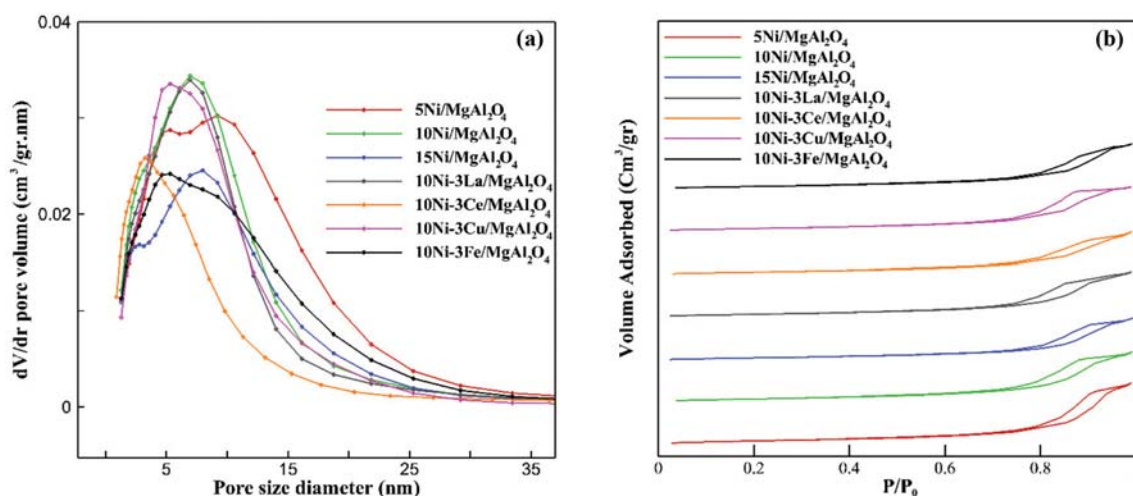 (a)
0.04
0.02
0
dV/dr pore volume (cm³/gr.nm)
5Ni/MgAl₂O₄
10Ni/MgAl₂O₄
15Ni/MgAl₂O₄
10Ni-3La/MgAl₂O₄
10Ni-3Ce/MgAl₂O₄
10Ni-3Cu/MgAl₂O₄
10Ni-3Fe/MgAl₂O₄
5 15 25 35
Pore size diameter (nm)
(b)
Volume Adsorbed (Cm³/gr)
5Ni/MgAl₂O₄
10Ni/MgAl₂O₄
15Ni/MgAl₂O₄
10Ni-3La/MgAl₂O₄
10Ni-3Ce/MgAl₂O₄
10Ni-3Cu/MgAl₂O₄
10Ni-3Fe/MgAl₂O₄
0 0.2 0.4 0.6 0.8
P/P₀